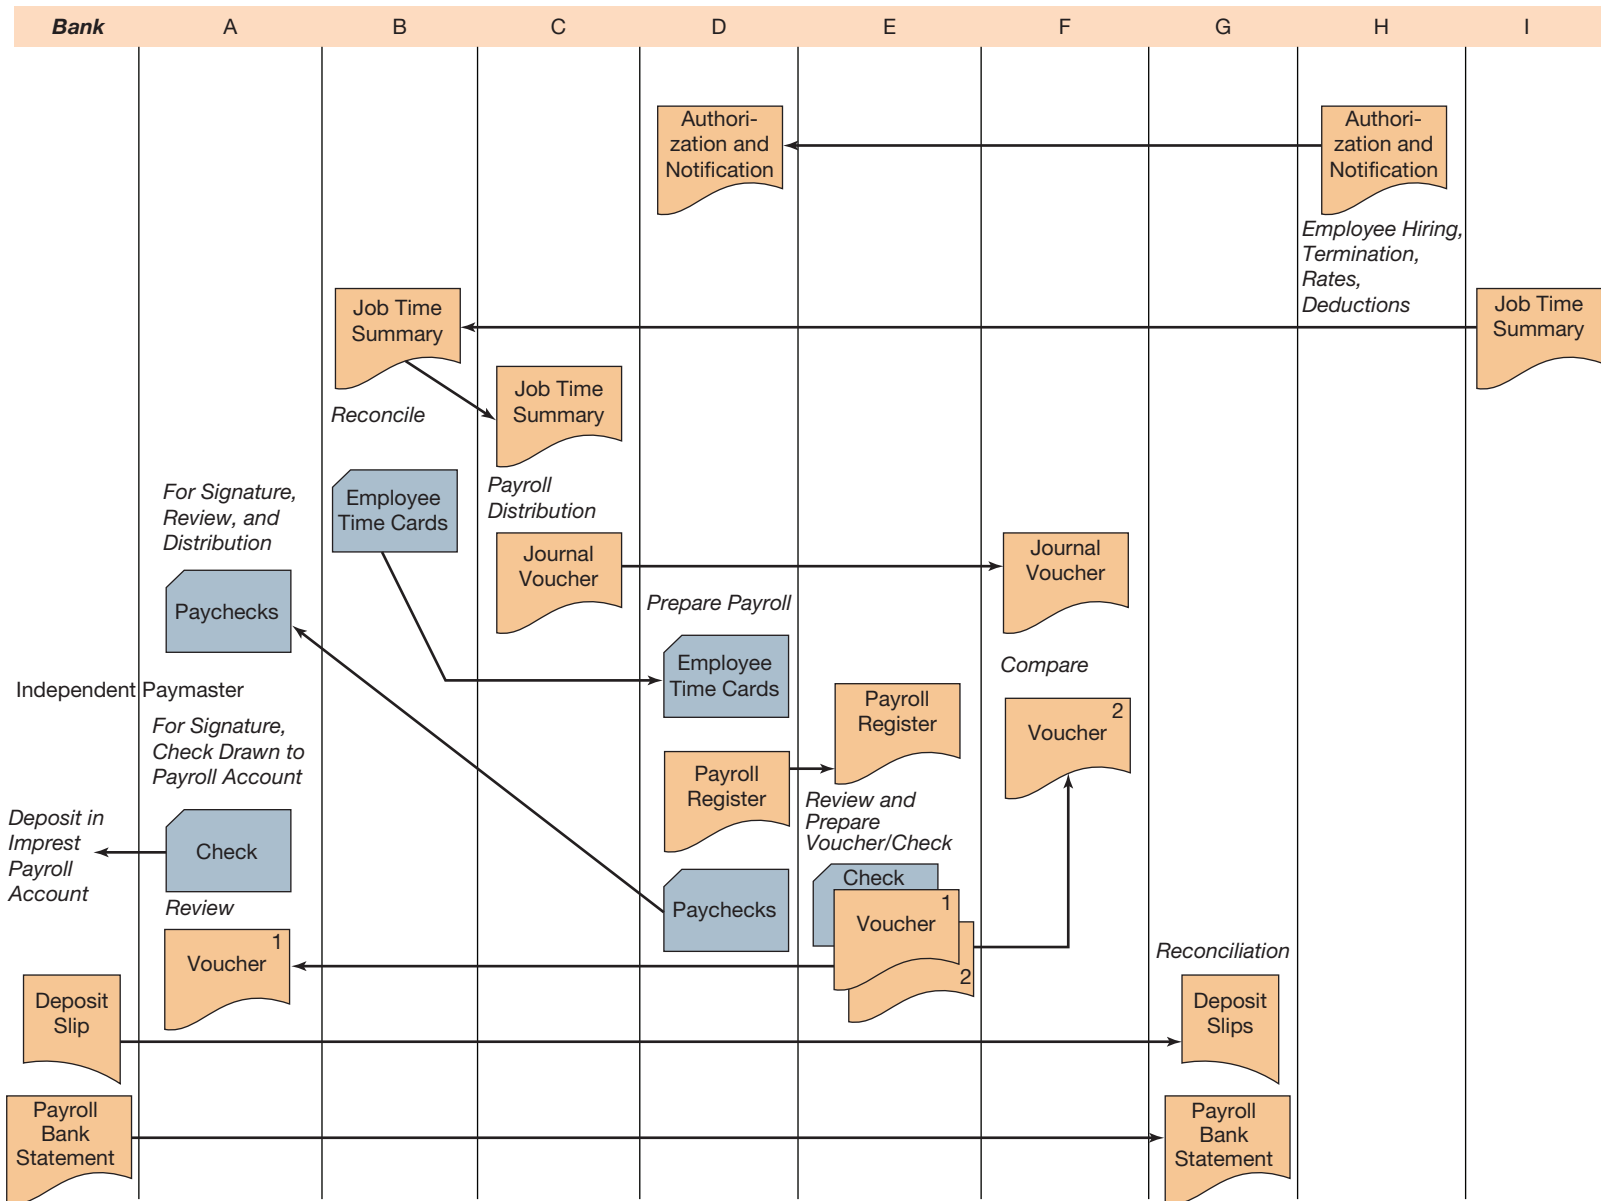 Bank A B C D E F G H I
Authori-
zation and
Notification
Authori-
zation and
Notification
Employee Hiring,
Termination,
Rates,
Deductions
Job Time
Summary
Job Time
Summary
Reconcile
Job Time
Summary
For Signature,
Review, and
Distribution
Employee
Time Cards
Payroll
Distribution
Journal
Voucher
Journal
Voucher
Paychecks
Prepare Payroll
Employee
Time Cards
Compare
Independent Paymaster
For Signature,
Check Drawn to
Payroll Account
Payroll
Register
Voucher
2
Payroll
Register
Review and
Prepare
Voucher/Check
Deposit in
Imprest
Payroll
Account
Check
Review
Paychecks
Check
Voucher
1
2
Voucher
1
Reconciliation
Deposit
Slip
Deposit
Slips
Payroll
Bank
Statement
Payroll
Bank
Statement